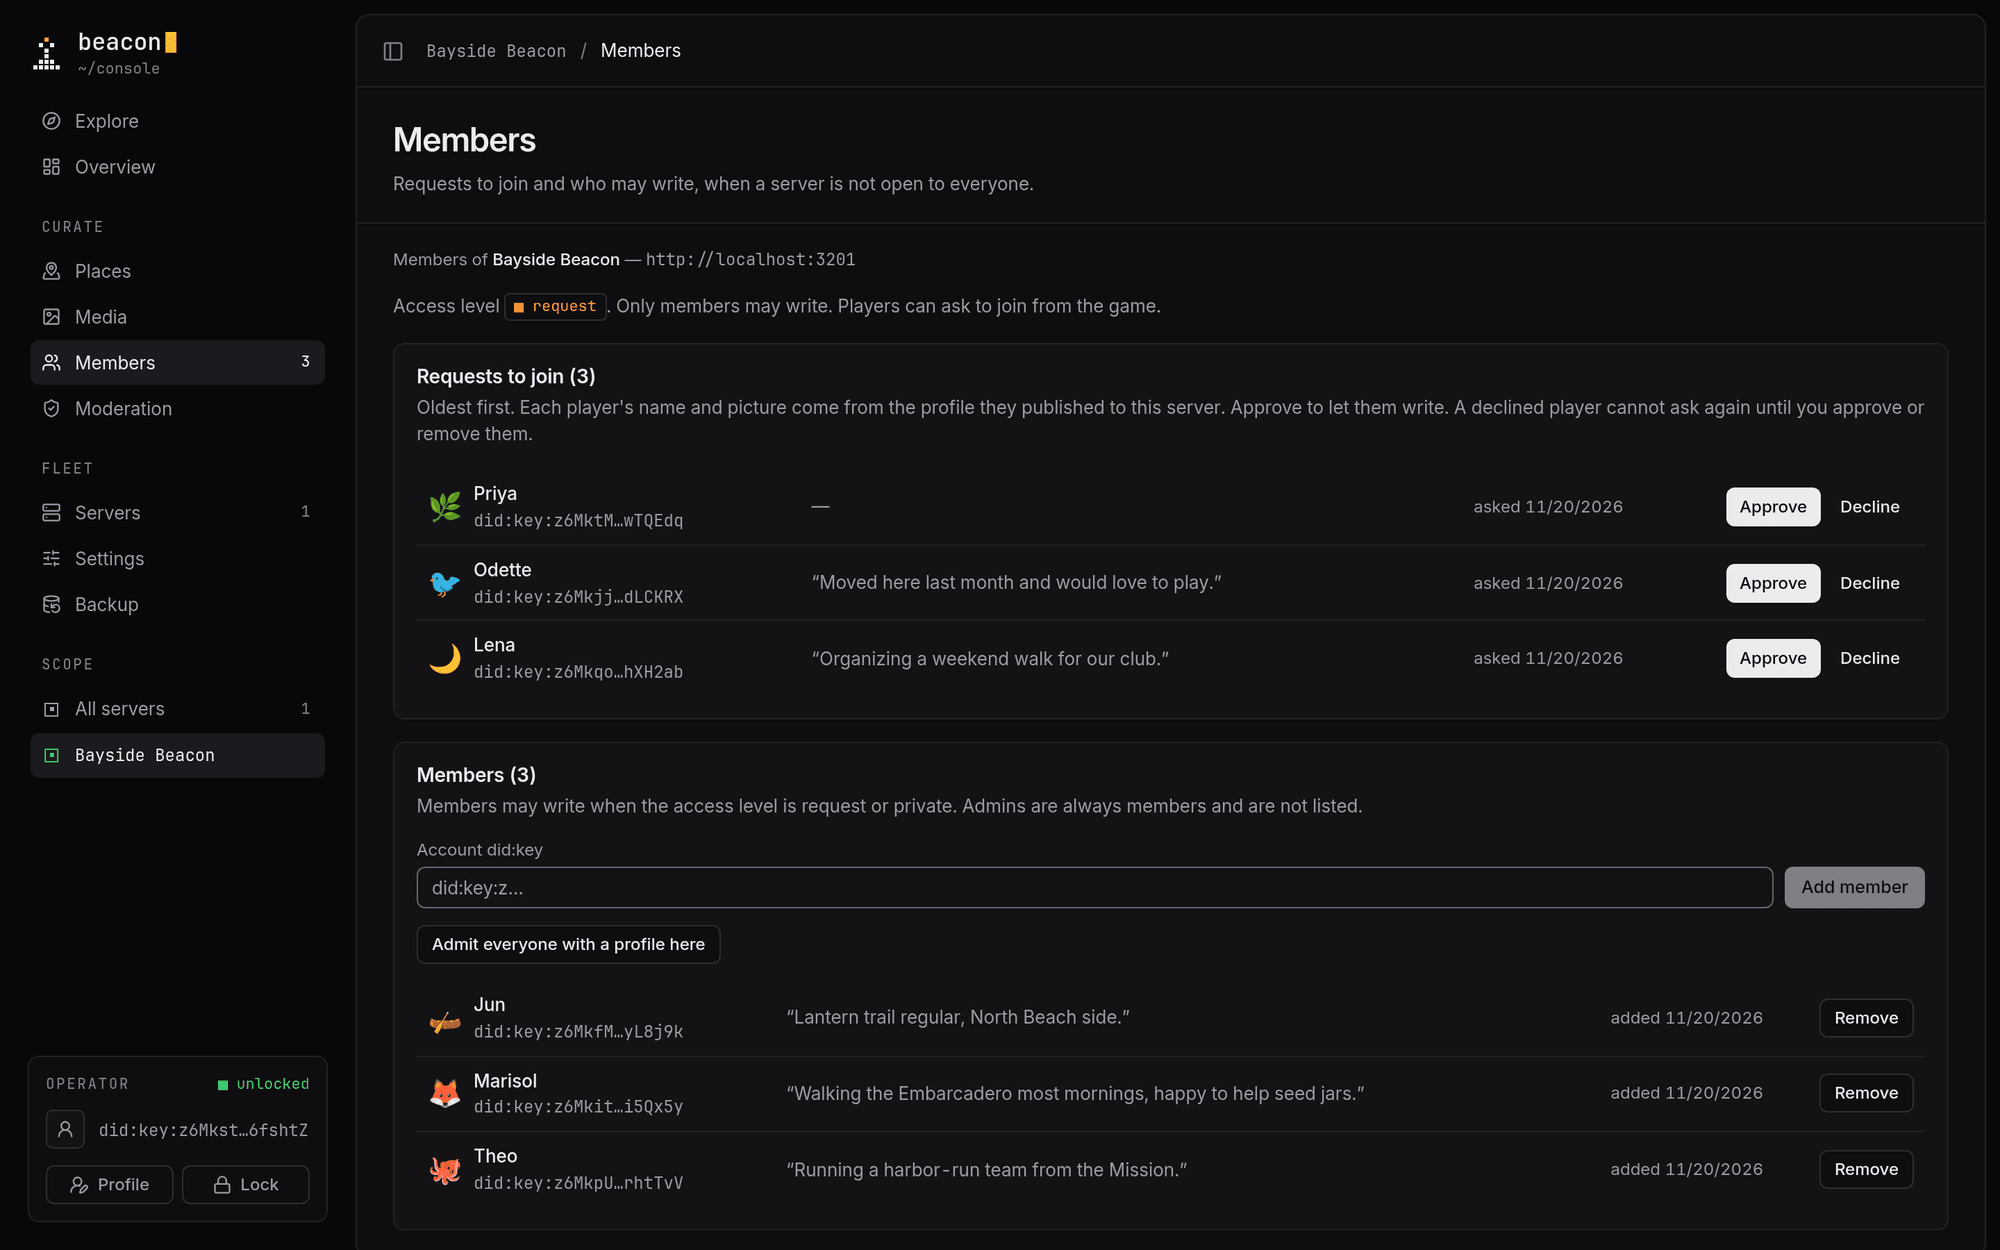 beacon
~/console
Explore
Overview
CURATE
Places
Media
Members 3
Moderation
FLEET
Servers 1
Settings
Backup
SCOPE
All servers 1
Bayside Beacon
OPERATOR unlocked
did:key:z6Mkst…6fshtZ
Profile Lock
Bayside Beacon / Members
Members
Requests to join and who may write, when a server is not open to everyone.
Members of Bayside Beacon — http://localhost:3201
Access level request. Only members may write. Players can ask to join from the game.
Requests to join (3)
Oldest first. Each player's name and picture come from the profile they published to this server. Approve to let them write. A declined player cannot ask again until you approve or
remove them.
Priya
did:key:z6MktM…wTQEdq
—
asked 11/20/2026
Approve Decline
Odette
did:key:z6Mkjj…dLCKRX
“Moved here last month and would love to play.”
asked 11/20/2026
Approve Decline
Lena
did:key:z6Mkqo…hXH2ab
“Organizing a weekend walk for our club.”
asked 11/20/2026
Approve Decline
Members (3)
Members may write when the access level is request or private. Admins are always members and are not listed.
Account did:key
did:key:z...
Add member
Admit everyone with a profile here
Jun
did:key:z6MkfM…yL8j9k
“Lantern trail regular, North Beach side.”
added 11/20/2026
Remove
Marisol
did:key:z6Mkit…i5Qx5y
“Walking the Embarcadero most mornings, happy to help seed jars.”
added 11/20/2026
Remove
Theo
did:key:z6MkpU…rhtTvV
“Running a harbor-run team from the Mission.”
added 11/20/2026
Remove